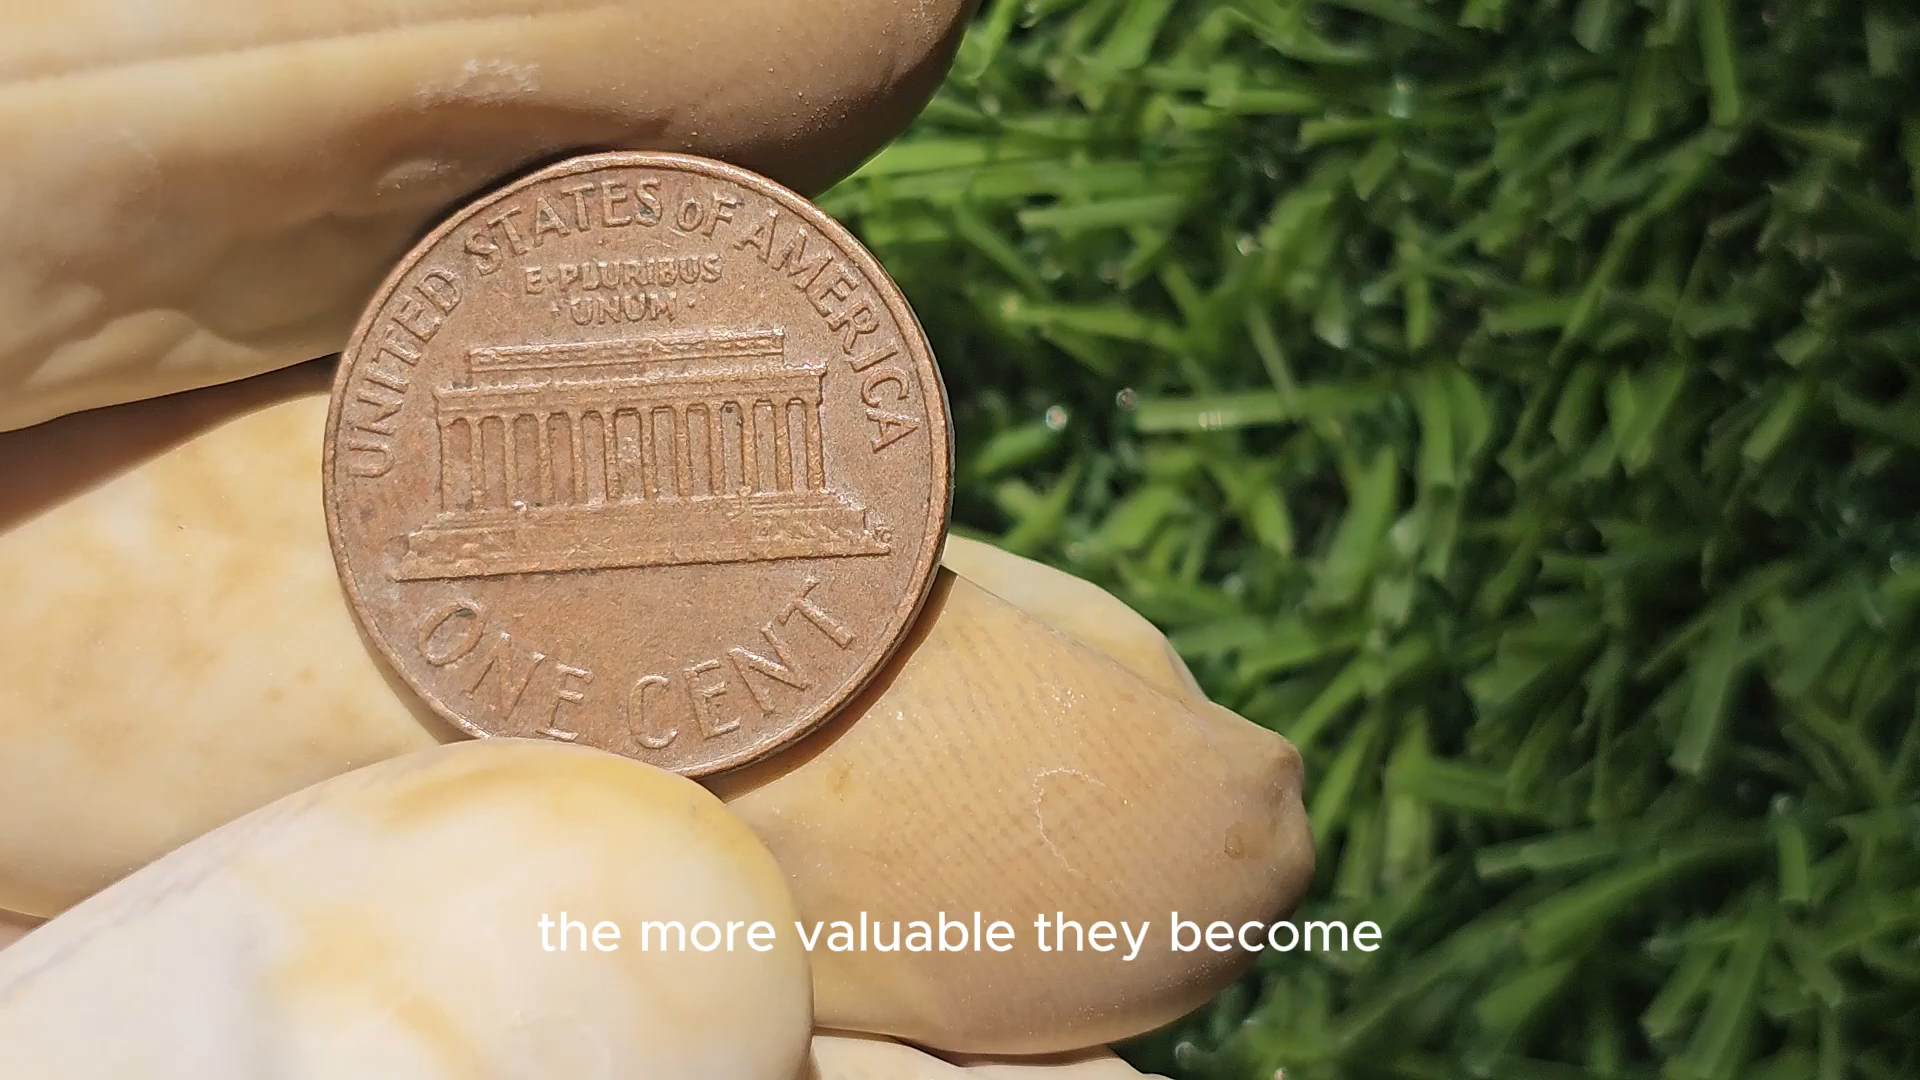 UNITED STATES OF AMERICA
E·PLURIBUS
·UNUM·
ONE CENT
the more valuable they become